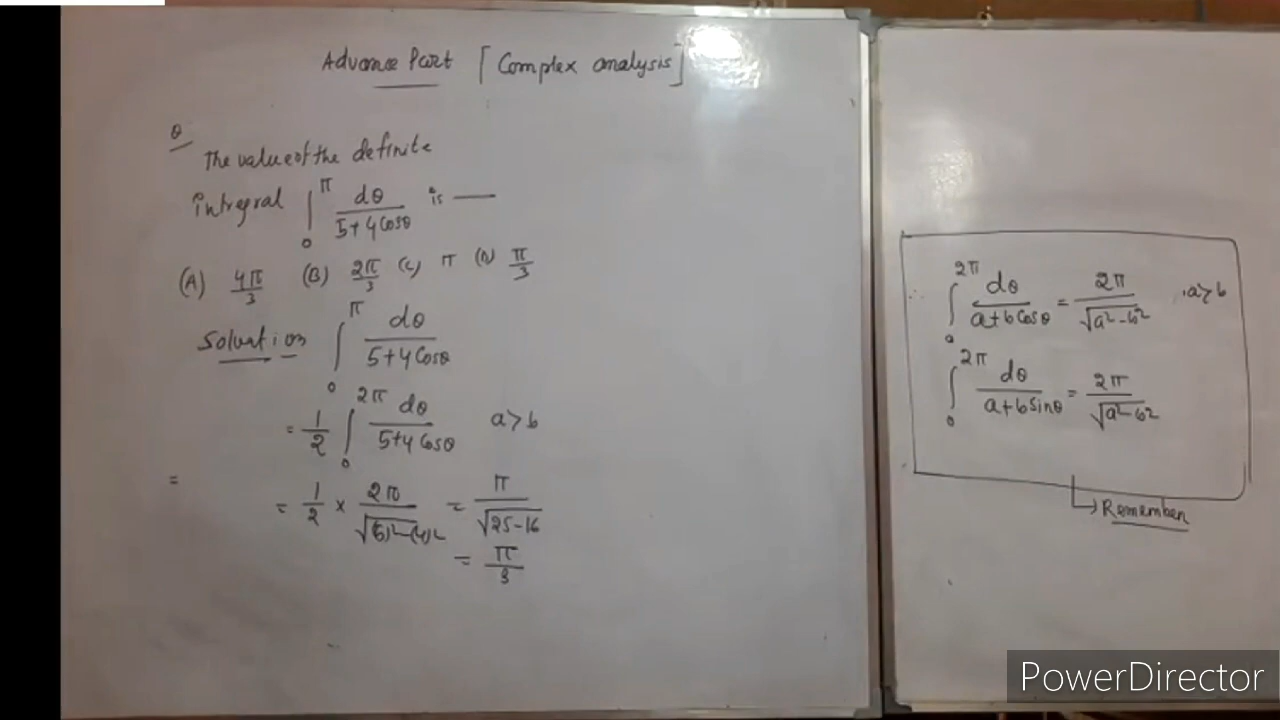 Advance Part [Complex analysis]
Q
The value of the definite
integral ∫₀^π dθ/(5+4Cosθ) is —
(A) 4π/3 (B) 2π/3 (C) π (D) π/3
Solution ∫₀^π dθ/(5+4Cosθ)
= 1/2 ∫₀^2π dθ/(5+4Cosθ) a>b
=
= 1/2 × 2π/√((5)²-(4)²) = π/√(25-16)
= π/3
∫₀^2π dθ/(a+bCosθ) = 2π/√(a²-b²) a>b
∫₀^2π dθ/(a+bSinθ) = 2π/√(a²-b²)
Remember
PowerDirector